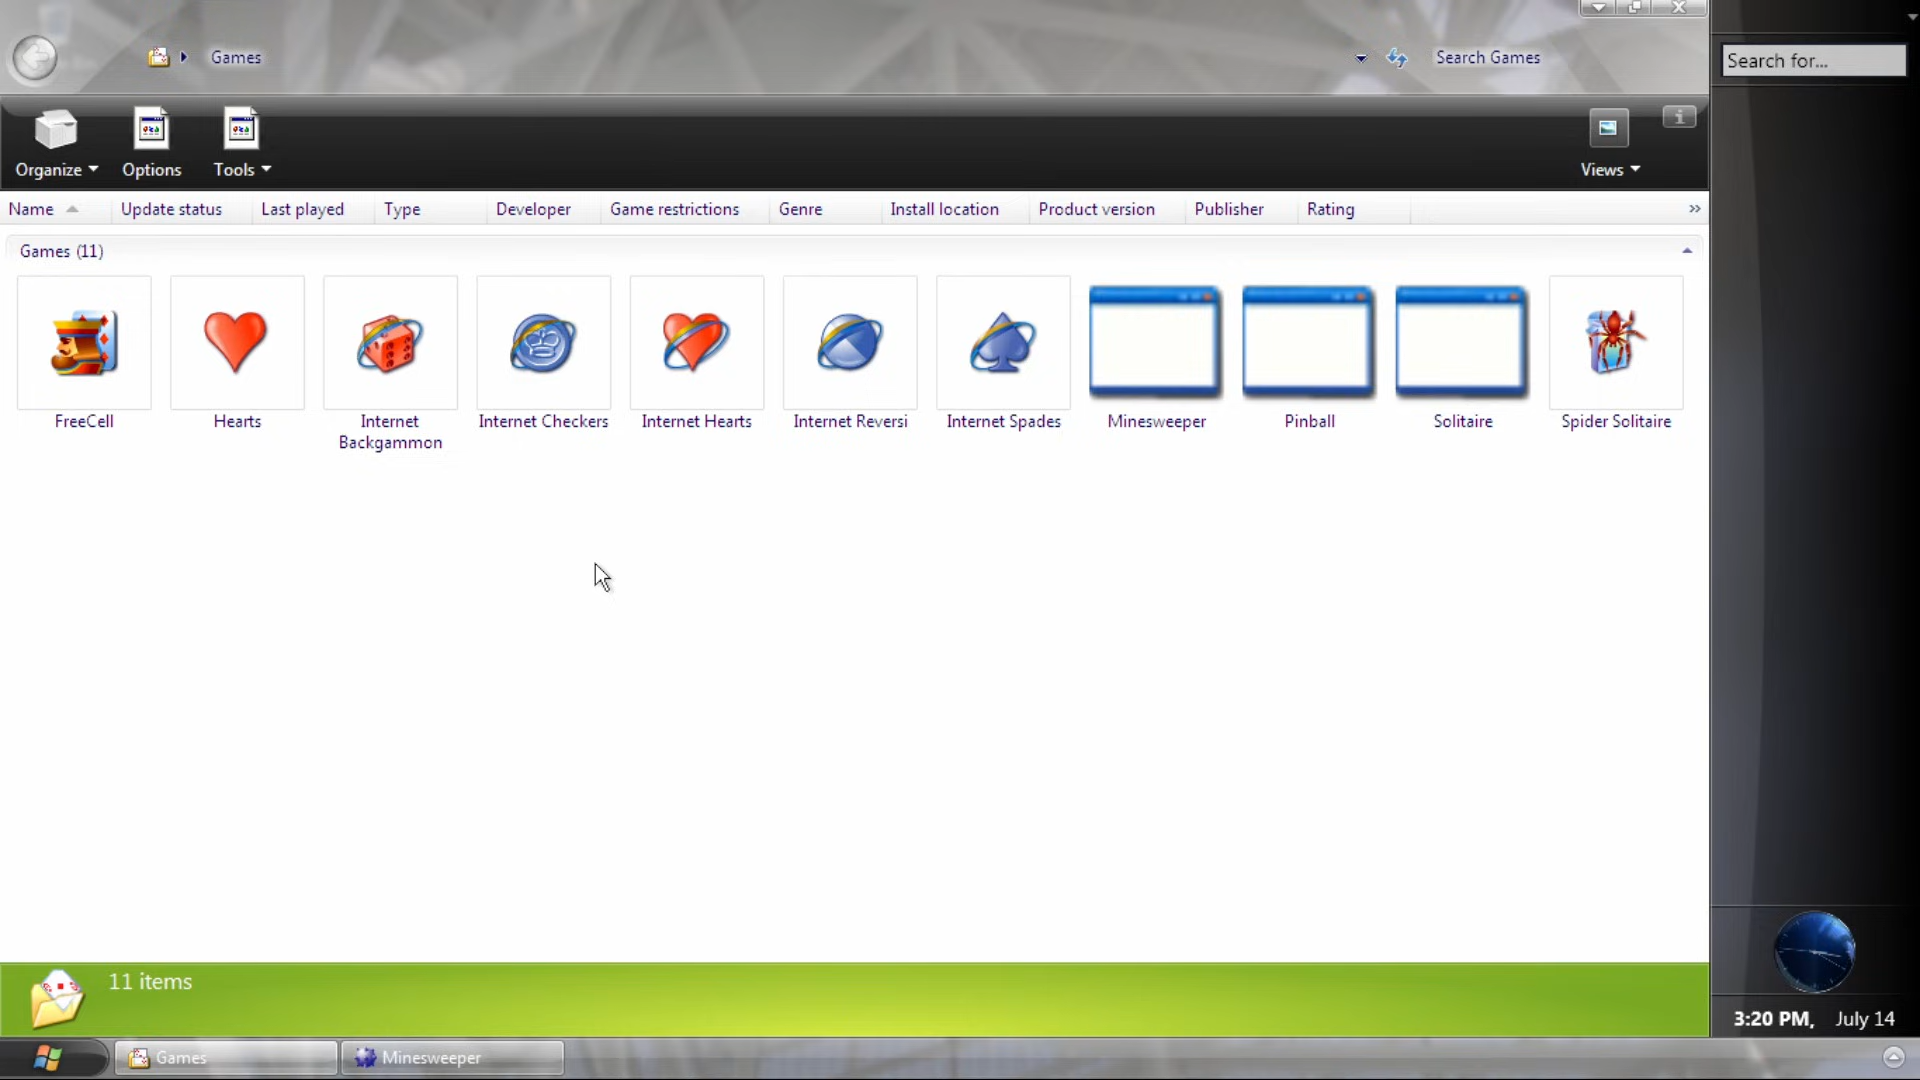 Games
Search Games
Search for...
Organize
Options
Tools
Views
Name
Update status
Last played
Type
Developer
Game restrictions
Genre
Install location
Product version
Publisher
Rating
Games (11)
FreeCell
Hearts
Internet
Backgammon
Internet Checkers
Internet Hearts
Internet Reversi
Internet Spades
Minesweeper
Pinball
Solitaire
Spider Solitaire
11 items
3:20 PM, July 14
Games
Minesweeper